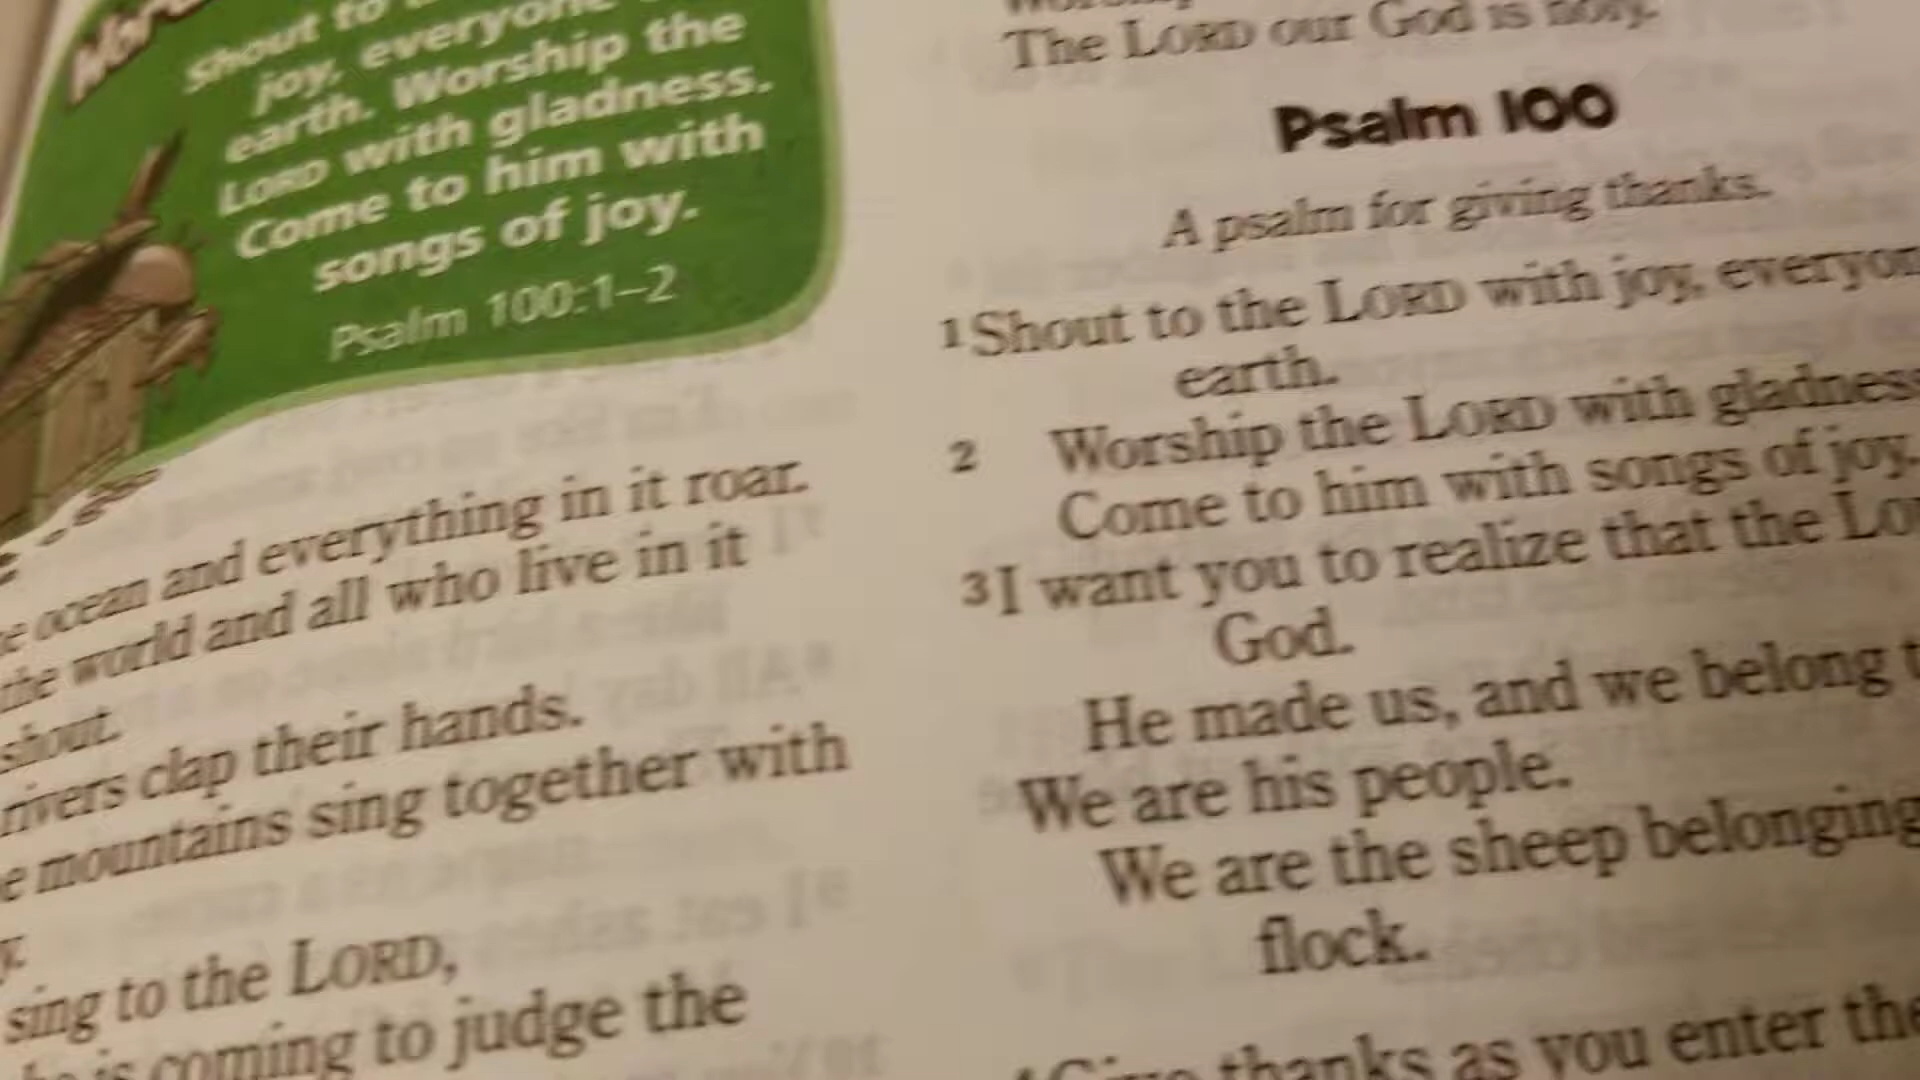 Shout to
joy, everyone
earth. Worship the
LORD with gladness.
Come to him with
songs of joy.
Psalm 100:1–2
ocean and everything in it roar.
the world and all who live in it
shout.
rivers clap their hands.
mountains sing together with
y.
sing to the LORD,
he is coming to judge the
The LORD our God is holy.
Psalm 100
A psalm for giving thanks.
1 Shout to the LORD with joy, everyon
earth.
2 Worship the LORD with gladness
Come to him with songs of joy.
3 I want you to realize that the LO
God.
He made us, and we belong t
We are his people.
We are the sheep belonging
flock.
4 Give thanks as you enter the